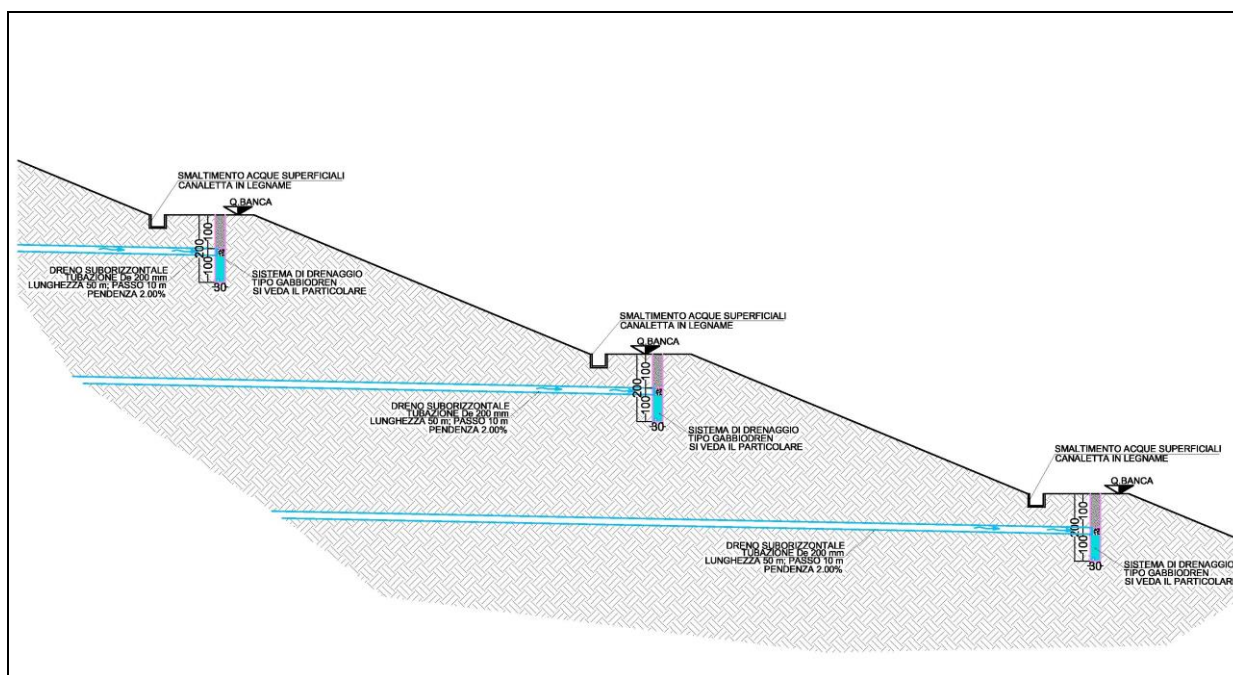 SMALTIMENTO ACQUE SUPERFICIALI
CANALETTA IN LEGNAME
Q.BANCA
200
100
100
30
DRENO SUBORIZZONTALE
TUBAZIONE De 200 mm
LUNGHEZZA 50 m; PASSO 10 m
PENDENZA 2.00%
SISTEMA DI DRENAGGIO
TIPO GABBIODREN
SI VEDA IL PARTICOLARE
SMALTIMENTO ACQUE SUPERFICIALI
CANALETTA IN LEGNAME
Q.BANCA
200
100
100
30
DRENO SUBORIZZONTALE
TUBAZIONE De 200 mm
LUNGHEZZA 50 m; PASSO 10 m
PENDENZA 2.00%
SISTEMA DI DRENAGGIO
TIPO GABBIODREN
SI VEDA IL PARTICOLARE
SMALTIMENTO ACQUE SUPERFICIALI
CANALETTA IN LEGNAME
Q.BANCA
200
100
100
30
DRENO SUBORIZZONTALE
TUBAZIONE De 200 mm
LUNGHEZZA 50 m; PASSO 10 m
PENDENZA 2.00%
SISTEMA DI DRENAGGIO
TIPO GABBIODREN
SI VEDA IL PARTICOLARE